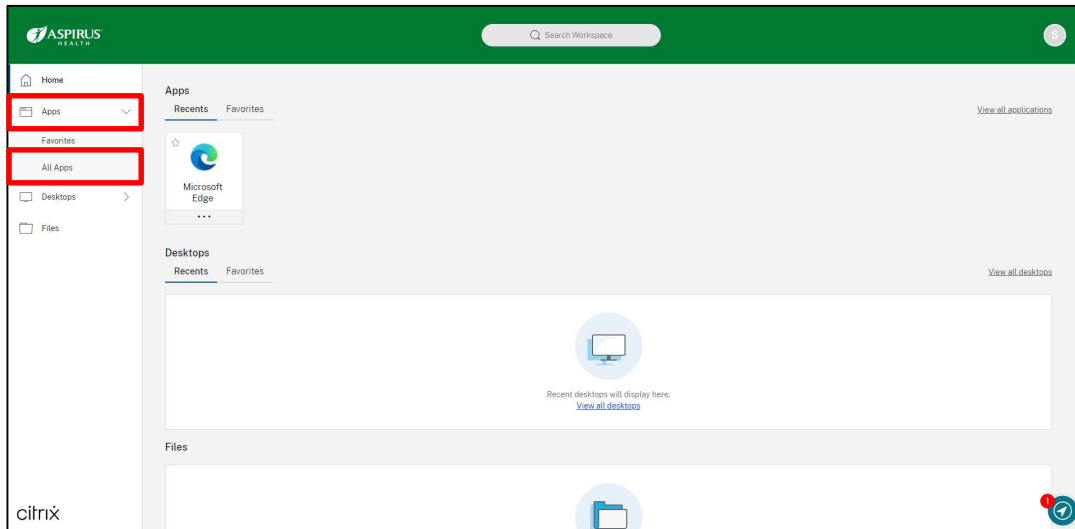 ASPIRUS
HEALTH
Search Workspace
S
Home
Apps
Favorites
All Apps
Desktops
Files
Apps
Recents Favorites
View all applications
Microsoft
Edge
Desktops
Recents Favorites
View all desktops
Recent desktops will display here.
View all desktops
Files
citrix
1